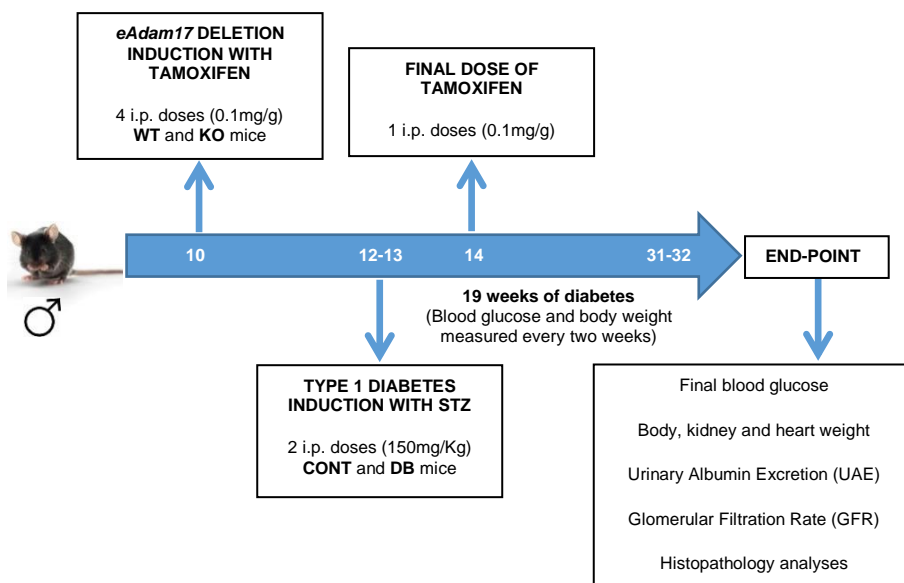 eAdam17 DELETION
INDUCTION WITH
TAMOXIFEN
4 i.p. doses (0.1mg/g)
WT and KO mice
FINAL DOSE OF
TAMOXIFEN
1 i.p. doses (0.1mg/g)
10
12-13
14
31-32
END-POINT
19 weeks of diabetes
(Blood glucose and body weight
measured every two weeks)
TYPE 1 DIABETES
INDUCTION WITH STZ
2 i.p. doses (150mg/Kg)
CONT and DB mice
Final blood glucose
Body, kidney and heart weight
Urinary Albumin Excretion (UAE)
Glomerular Filtration Rate (GFR)
Histopathology analyses